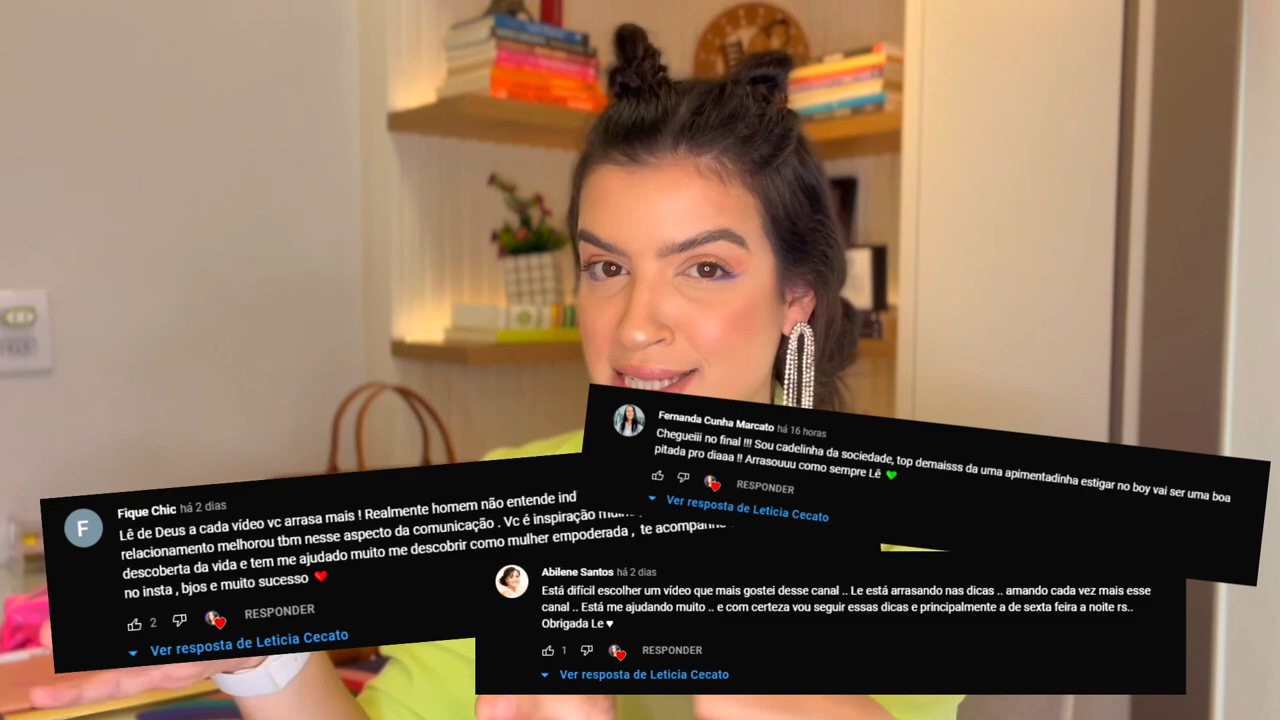 Fernanda Cunha Marcato há 16 horas
Chegueiii no final !!! Sou cadelinha da sociedade, top demaisss da uma apimentadinha estigar no boy vai ser uma boa
pitada pro diaaa !! Arrasouuu como sempre Lê 💚
RESPONDER
Ver resposta de Leticia Cecato
F
Fique Chic há 2 dias
Lê de Deus a cada vídeo vc arrasa mais ! Realmente homem não entende ind
relacionamento melhorou tbm nesse aspecto da comunicação . Vc é inspiração
descoberta da vida e tem me ajudado muito me descobrir como mulher empoderada , te acompanho
no insta , bjos e muito sucesso ❤️
2 RESPONDER
Ver resposta de Leticia Cecato
Abilene Santos há 2 dias
Está difícil escolher um vídeo que mais gostei desse canal .. Le está arrasando nas dicas .. amando cada vez mais esse
canal .. Está me ajudando muito .. e com certeza vou seguir essas dicas e principalmente a de sexta feira a noite rs..
Obrigada Le ♥
1 RESPONDER
Ver resposta de Leticia Cecato